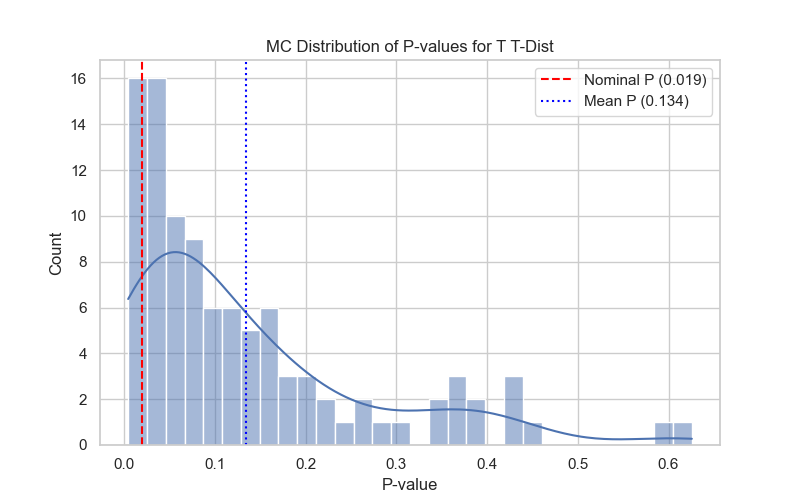 MC Distribution of P-values for T T-Dist
Nominal P (0.019)
Mean P (0.134)
16
14
12
10
8
6
4
2
0
Count
0.0 0.1 0.2 0.3 0.4 0.5 0.6
P-value